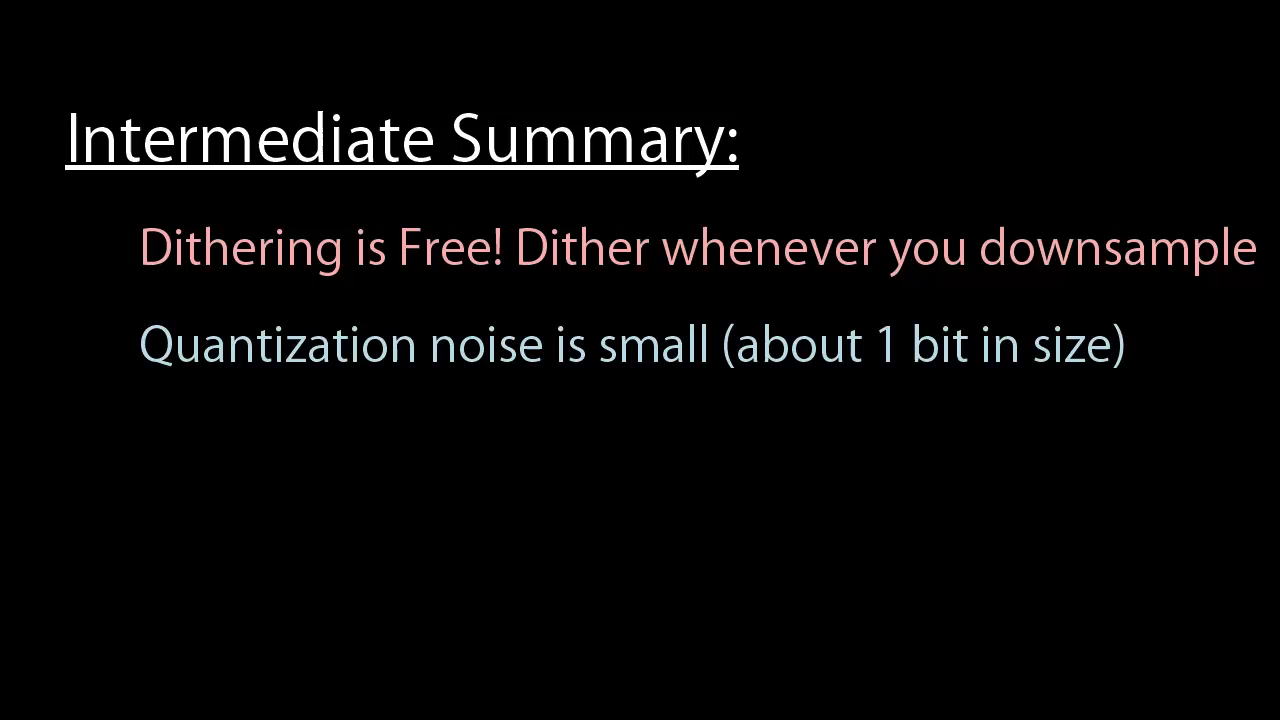 Intermediate Summary:
Dithering is Free! Dither whenever you downsample
Quantization noise is small (about 1 bit in size)